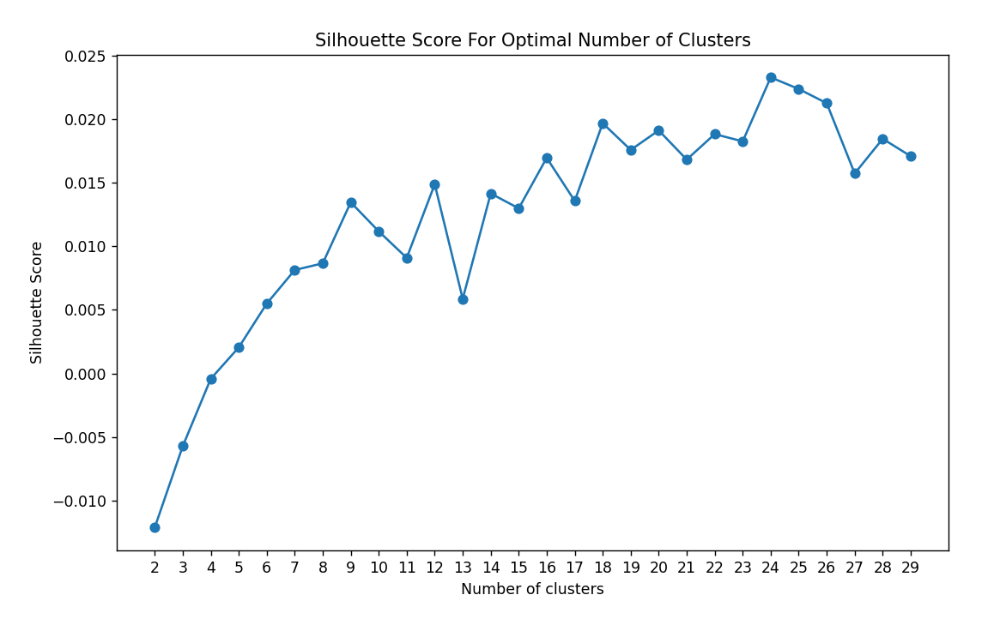 Silhouette Score For Optimal Number of Clusters
0.025
0.020
0.015
0.010
0.005
0.000
−0.005
−0.010
Silhouette Score
2 3 4 5 6 7 8 9 10 11 12 13 14 15 16 17 18 19 20 21 22 23 24 25 26 27 28 29
Number of clusters